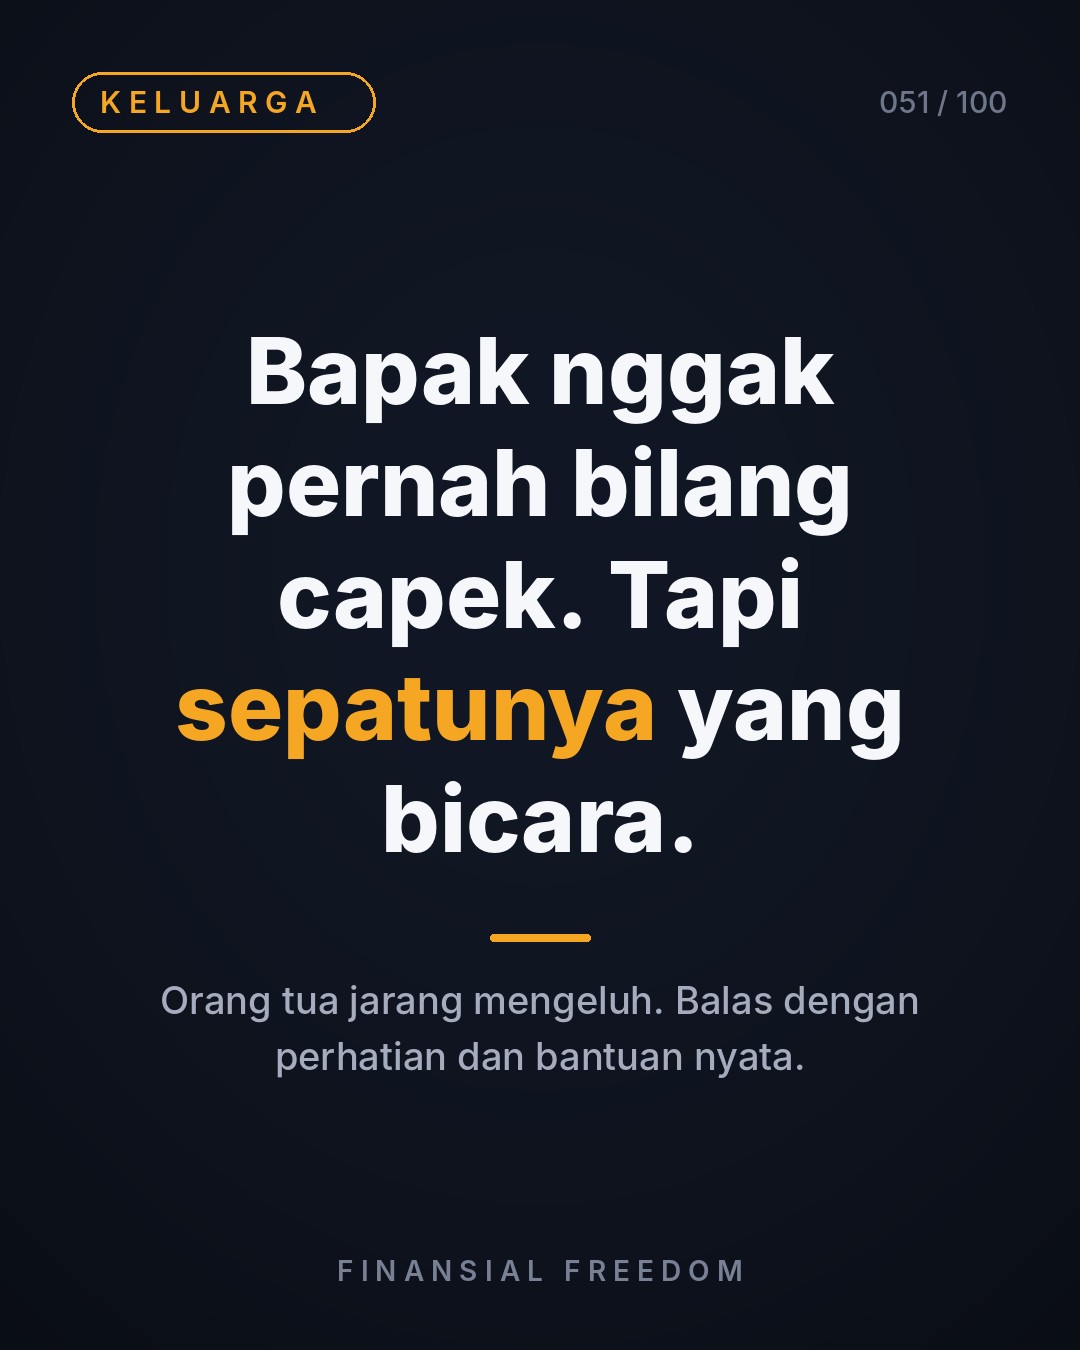 KELUARGA
051 / 100
Bapak nggak
pernah bilang
capek. Tapi
sepatunya yang
bicara.
Orang tua jarang mengeluh. Balas dengan
perhatian dan bantuan nyata.
FINANSIAL FREEDOM